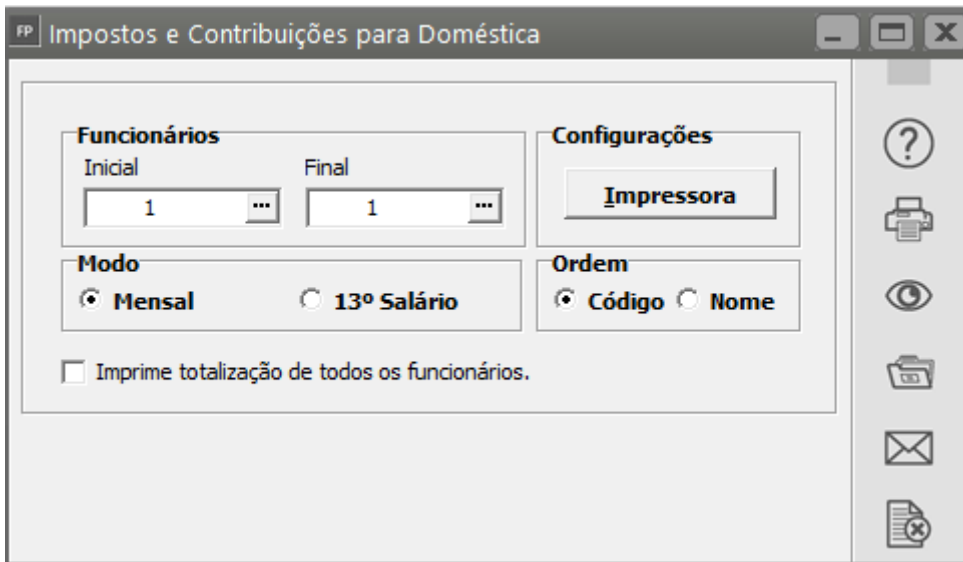 FP Impostos e Contribuições para Doméstica
Funcionários
Inicial Final
1 ... 1 ...
Configurações
Impressora
Modo
Mensal 13º Salário
Ordem
Código Nome
Imprime totalização de todos os funcionários.